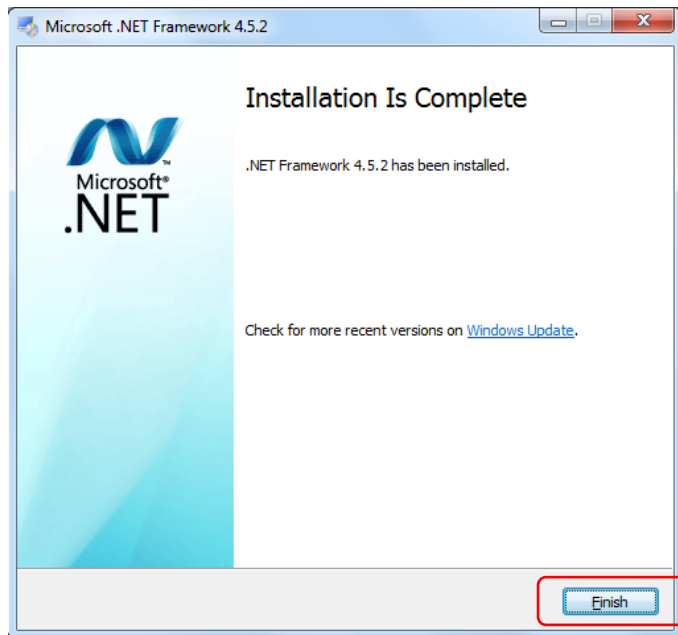 Microsoft .NET Framework 4.5.2
Installation Is Complete
.NET Framework 4.5.2 has been installed.
Microsoft®
.NET™
Check for more recent versions on Windows Update.
Finish